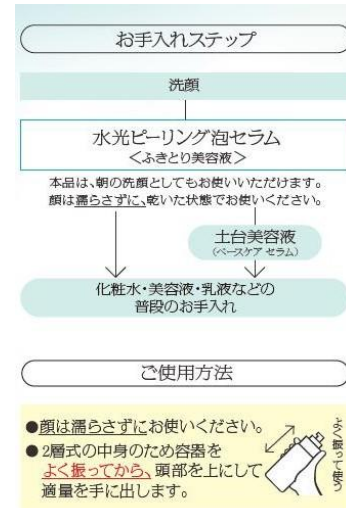 お手入れステップ
洗顔
水光ピーリング泡セラム
＜ふきとり美容液＞
本品は、朝の洗顔としてもお使いいただけます。
顔は濡らさずに、乾いた状態でお使いください。
土台美容液
(ベースケア セラム)
化粧水・美容液・乳液などの
普段のお手入れ
ご使用方法
●顔は濡らさずにお使いください。
●2層式の中身のため容器を
よく振ってから、頭部を上にして
適量を手に出します。
よく振って使う